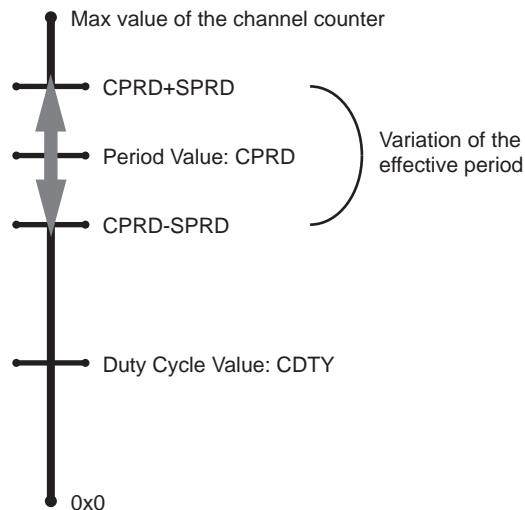 Max value of the channel counter
CPRD+SPRD
Period Value: CPRD
Variation of the
effective period
CPRD-SPRD
Duty Cycle Value: CDTY
0x0